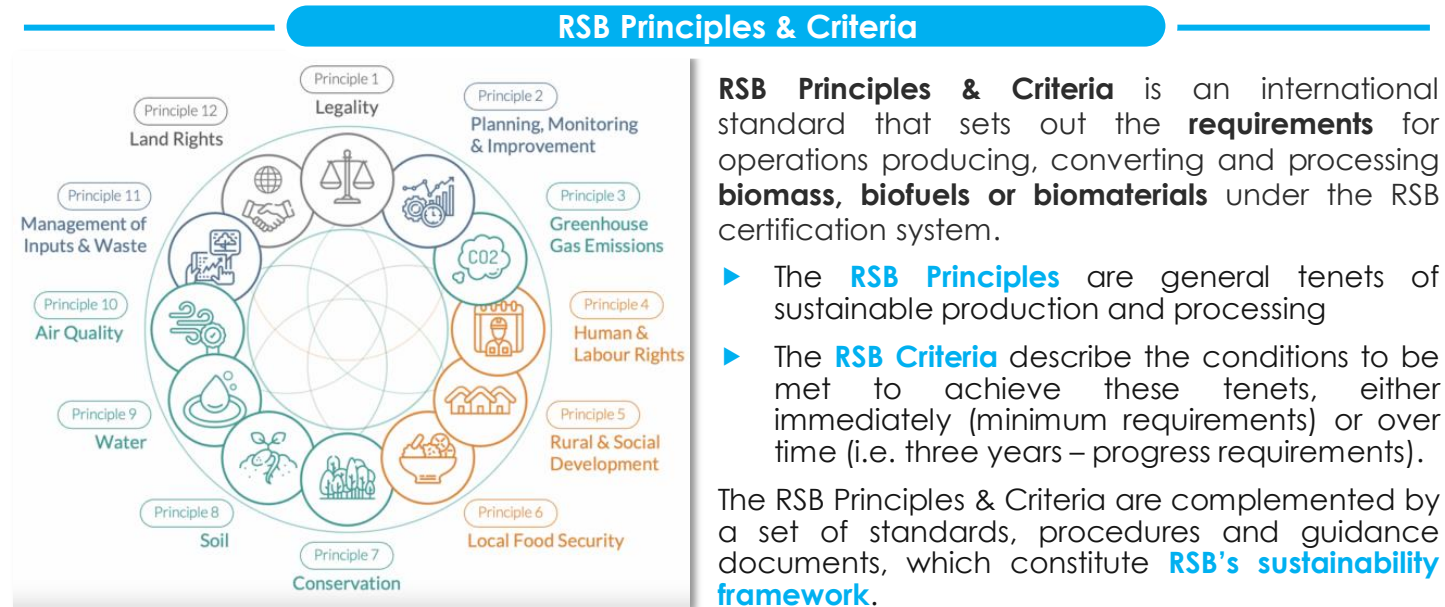 RSB Principles & Criteria
Principle 1
Legality
Principle 2
Planning, Monitoring
& Improvement
Principle 3
Greenhouse
Gas Emissions
CO2
Principle 4
Human &
Labour Rights
Principle 5
Rural & Social
Development
Principle 6
Local Food Security
Principle 7
Conservation
Principle 8
Soil
Principle 9
Water
Principle 10
Air Quality
Principle 11
Management of
Inputs & Waste
Principle 12
Land Rights
RSB Principles & Criteria is an international
standard that sets out the requirements for
operations producing, converting and processing
biomass, biofuels or biomaterials under the RSB
certification system.
The RSB Principles are general tenets of
sustainable production and processing
The RSB Criteria describe the conditions to be
met to achieve these tenets, either
immediately (minimum requirements) or over
time (i.e. three years – progress requirements).
The RSB Principles & Criteria are complemented by
a set of standards, procedures and guidance
documents, which constitute RSB’s sustainability
framework.